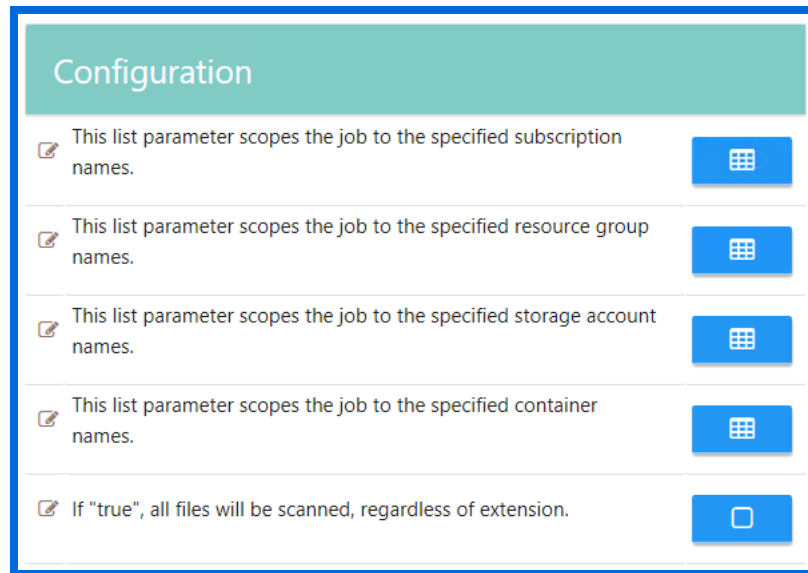 Configuration
This list parameter scopes the job to the specified subscription
names.
This list parameter scopes the job to the specified resource group
names.
This list parameter scopes the job to the specified storage account
names.
This list parameter scopes the job to the specified container
names.
If "true", all files will be scanned, regardless of extension.